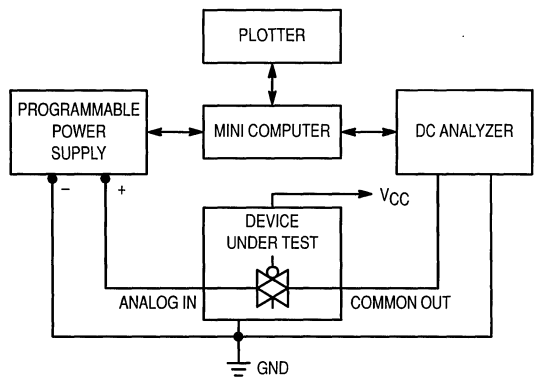 PLOTTER
PROGRAMMABLE
POWER
SUPPLY
MINI COMPUTER
DC ANALYZER
– +
VCC
DEVICE
UNDER TEST
ANALOG IN
COMMON OUT
GND